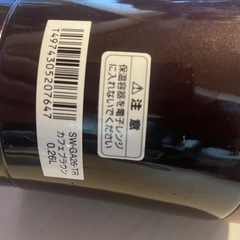 T4974305207647
SW-GA26-TR
カフェブラウン
0.26L
注意
保温容器を電子レンジ
に入れないでください